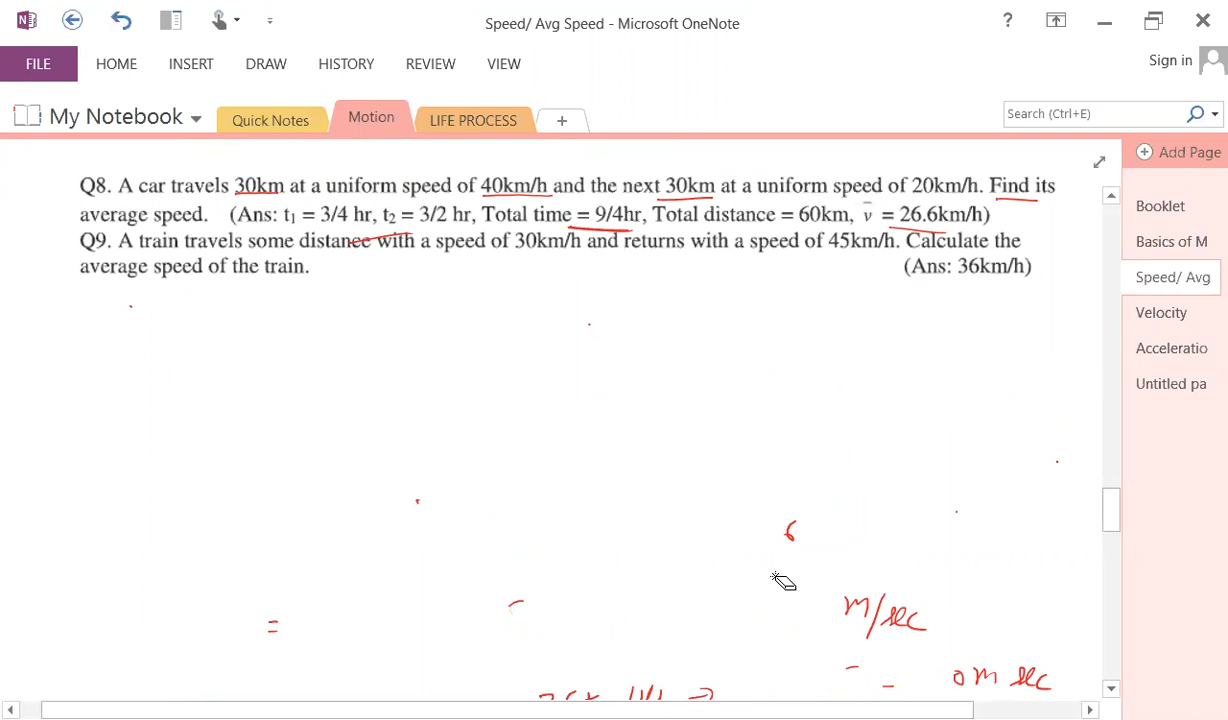 Speed/ Avg Speed - Microsoft OneNote
FILE HOME INSERT DRAW HISTORY REVIEW VIEW Sign in
My Notebook Quick Notes Motion LIFE PROCESS Search (Ctrl+E)
Add Page
Booklet
Basics of M
Speed/ Avg
Velocity
Acceleratio
Untitled pa
Q8. A car travels 30km at a uniform speed of 40km/h and the next 30km at a uniform speed of 20km/h. Find its
average speed. (Ans: t₁ = 3/4 hr, t₂ = 3/2 hr, Total time = 9/4hr, Total distance = 60km, v̄ = 26.6km/h)
Q9. A train travels some distance with a speed of 30km/h and returns with a speed of 45km/h. Calculate the
average speed of the train. (Ans: 36km/h)
6
m/sec
=
0 m sec